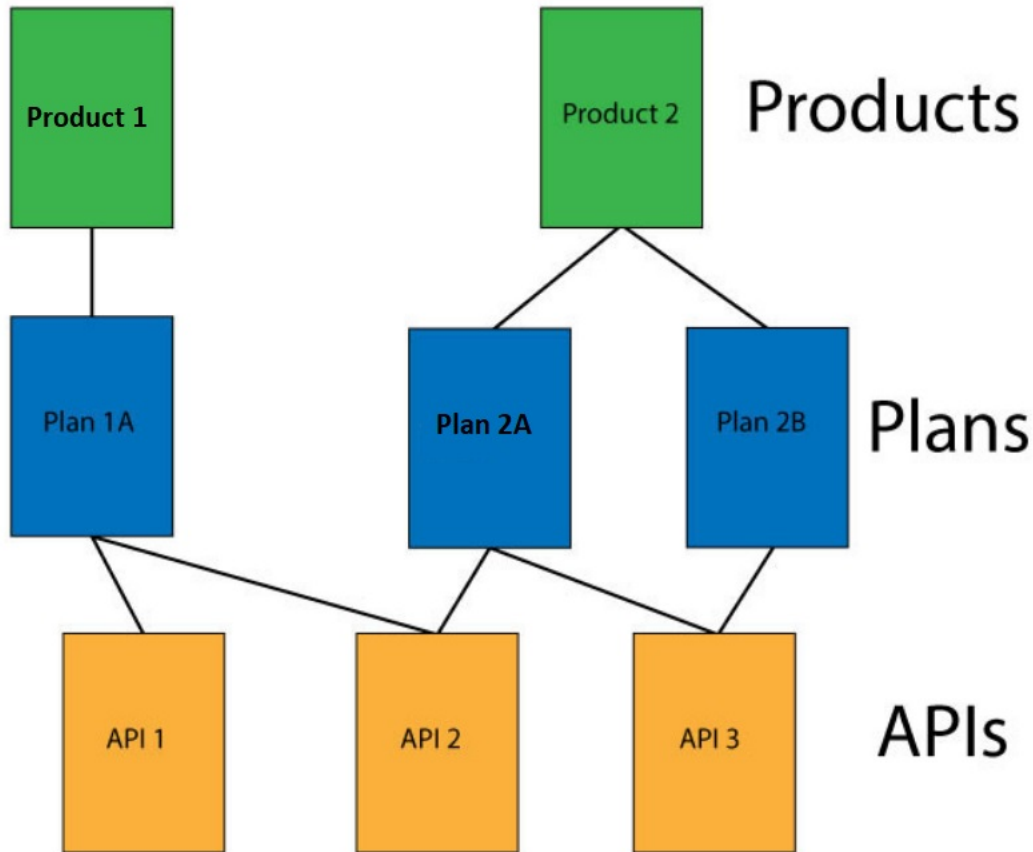 Product 1
Product 2
Products
Plan 1A
Plan 2A
Plan 2B
Plans
API 1
API 2
API 3
APIs